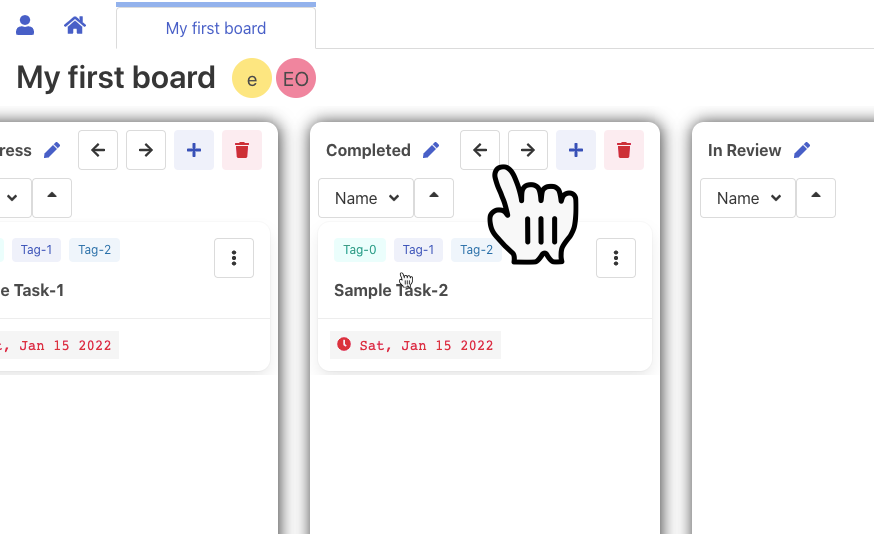 My first board
My first board
e
EO
ress
Completed
In Review
Name
Name
Tag-1
Tag-2
Tag-0
Tag-1
Tag-2
e Task-1
Sample Task-2
, Jan 15 2022
Sat, Jan 15 2022